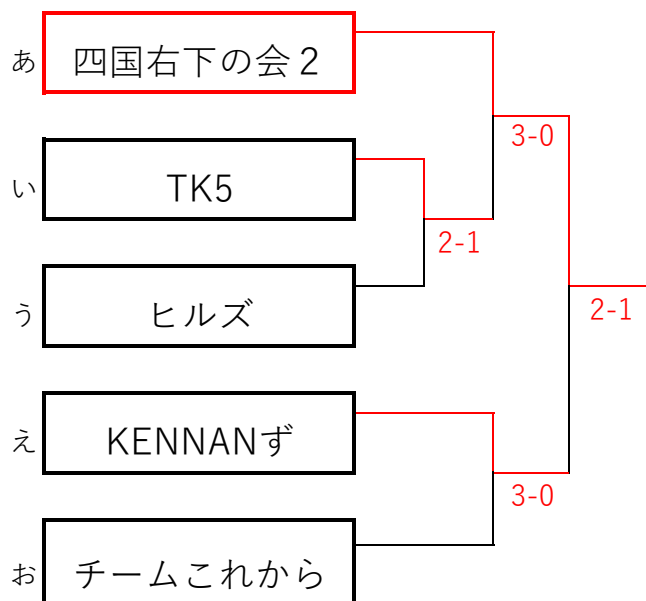 あ 四国右下の会２
3-0
い TK5
2-1
2-1
う ヒルズ
え KENNANず
3-0
お チームこれから